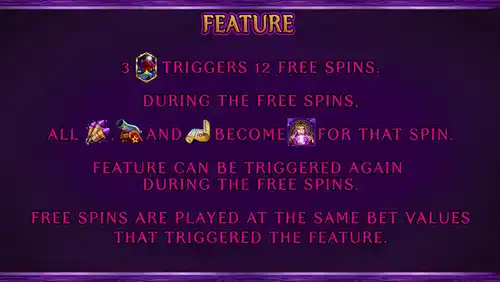 FEATURE
3 TRIGGERS 12 FREE SPINS.
DURING THE FREE SPINS,
ALL , AND BECOME FOR THAT SPIN.
FEATURE CAN BE TRIGGERED AGAIN
DURING THE FREE SPINS.
FREE SPINS ARE PLAYED AT THE SAME BET VALUES
THAT TRIGGERED THE FEATURE.